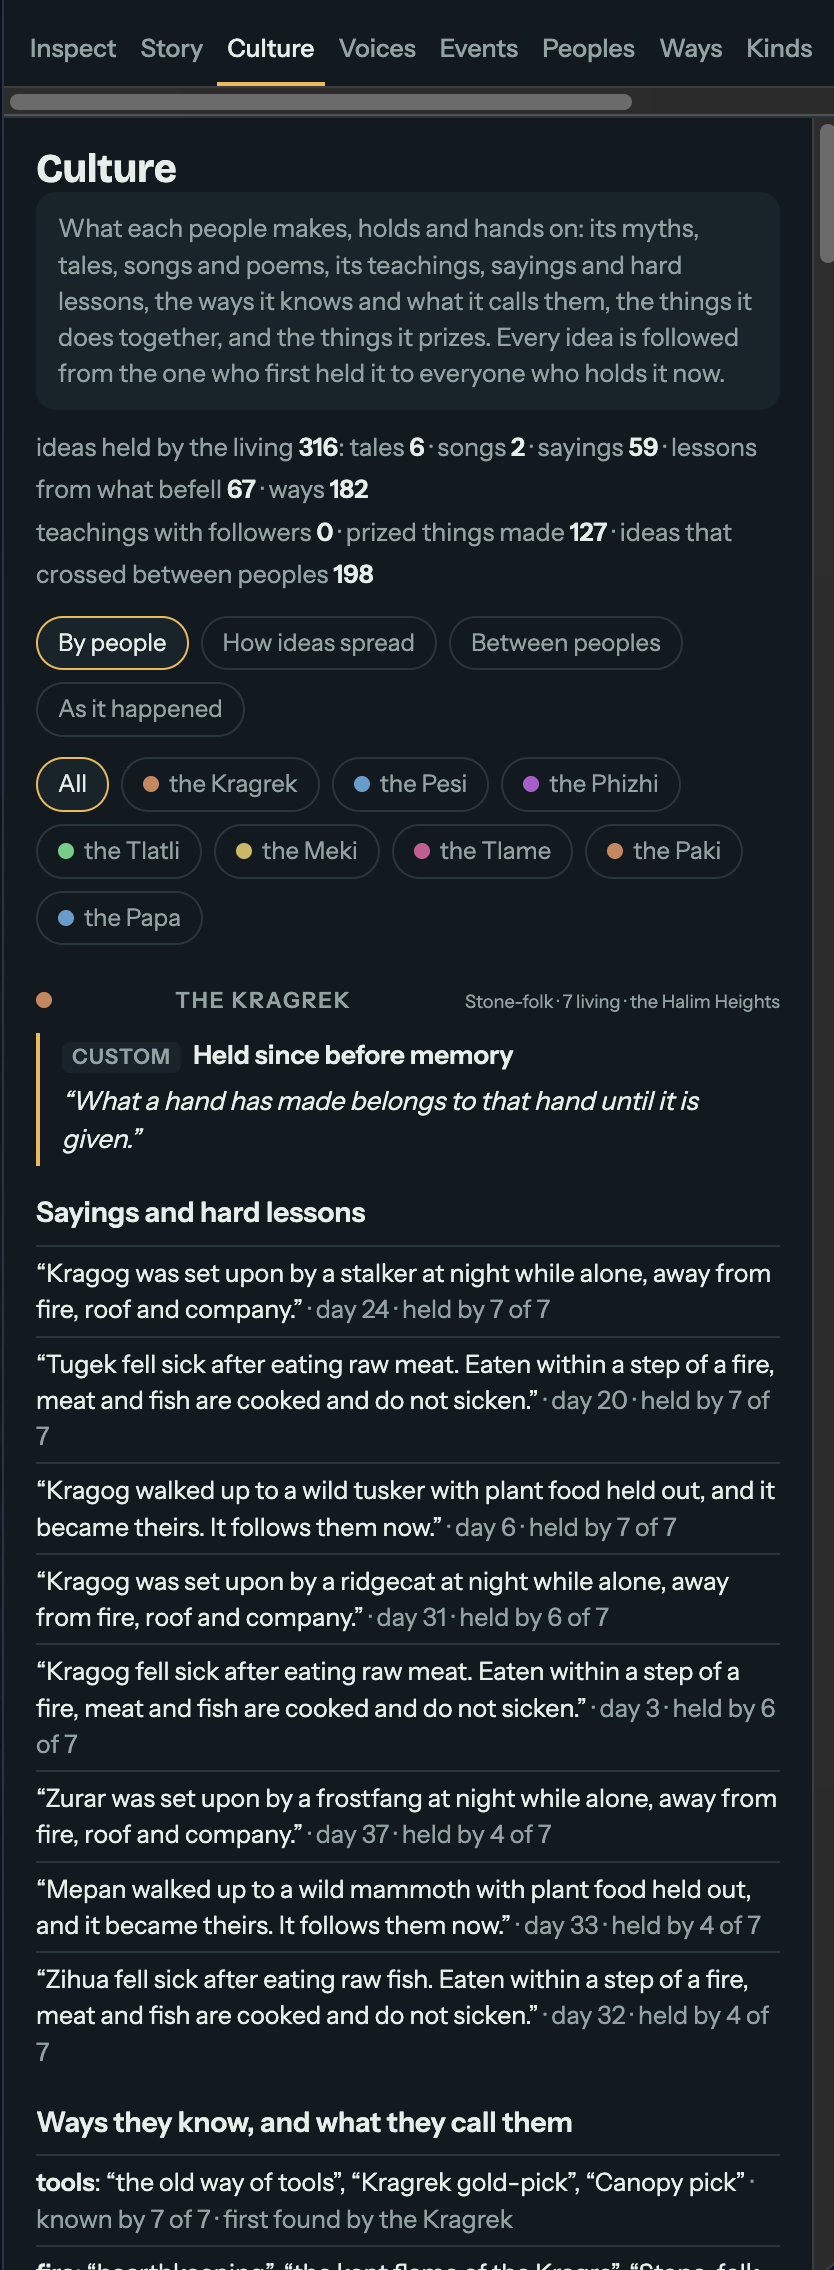 Inspect Story Culture Voices Events Peoples Ways Kinds
Culture
What each people makes, holds and hands on: its myths,
tales, songs and poems, its teachings, sayings and hard
lessons, the ways it knows and what it calls them, the things it
does together, and the things it prizes. Every idea is followed
from the one who first held it to everyone who holds it now.
ideas held by the living 316: tales 6 · songs 2 · sayings 59 · lessons
from what befell 67 · ways 182
teachings with followers 0 · prized things made 127 · ideas that
crossed between peoples 198
By people How ideas spread Between peoples
As it happened
All the Kragrek the Pesi the Phizhi
the Tlatli the Meki the Tlame the Paki
the Papa
THE KRAGREK Stone-folk · 7 living · the Halim Heights
CUSTOM Held since before memory
“What a hand has made belongs to that hand until it is
given.”
Sayings and hard lessons
“Kragog was set upon by a stalker at night while alone, away from
fire, roof and company.” · day 24 · held by 7 of 7
“Tugek fell sick after eating raw meat. Eaten within a step of a fire,
meat and fish are cooked and do not sicken.” · day 20 · held by 7 of
7
“Kragog walked up to a wild tusker with plant food held out, and it
became theirs. It follows them now.” · day 6 · held by 7 of 7
“Kragog was set upon by a ridgecat at night while alone, away
from fire, roof and company.” · day 31 · held by 6 of 7
“Kragog fell sick after eating raw meat. Eaten within a step of a
fire, meat and fish are cooked and do not sicken.” · day 3 · held by 6
of 7
“Zurar was set upon by a frostfang at night while alone, away from
fire, roof and company.” · day 37 · held by 4 of 7
“Mepan walked up to a wild mammoth with plant food held out,
and it became theirs. It follows them now.” · day 33 · held by 4 of 7
“Zihua fell sick after eating raw fish. Eaten within a step of a fire,
meat and fish are cooked and do not sicken.” · day 32 · held by 4 of
7
Ways they know, and what they call them
tools: “the old way of tools”, “Kragrek gold-pick”, “Canopy pick” ·
known by 7 of 7 · first found by the Kragrek